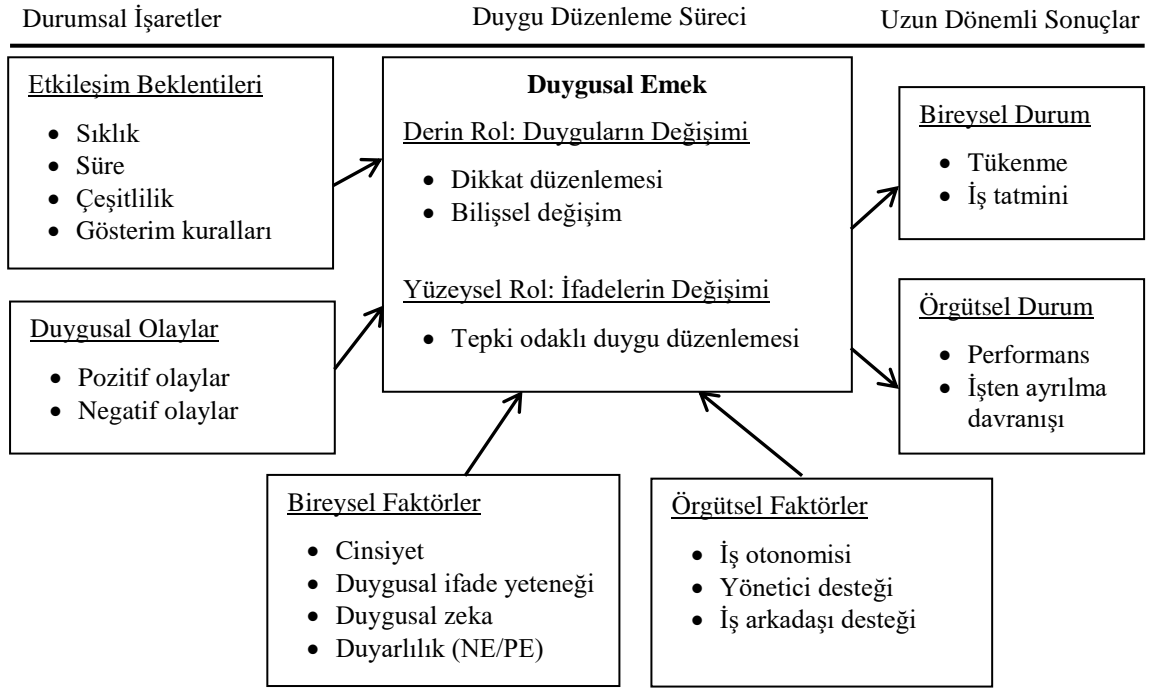 Durumsal İşaretler
Duygu Düzenleme Süreci
Uzun Dönemli Sonuçlar
Etkileşim Beklentileri
• Sıklık
• Süre
• Çeşitlilik
• Gösterim kuralları
Duygusal Olaylar
• Pozitif olaylar
• Negatif olaylar
Duygusal Emek
Derin Rol: Duyguların Değişimi
• Dikkat düzenlemesi
• Bilişsel değişim
Yüzeysel Rol: İfadelerin Değişimi
• Tepki odaklı duygu düzenlemesi
Bireysel Durum
• Tükenme
• İş tatmini
Örgütsel Durum
• Performans
• İşten ayrılma
davranışı
Bireysel Faktörler
• Cinsiyet
• Duygusal ifade yeteneği
• Duygusal zeka
• Duyarlılık (NE/PE)
Örgütsel Faktörler
• İş otonomisi
• Yönetici desteği
• İş arkadaşı desteği